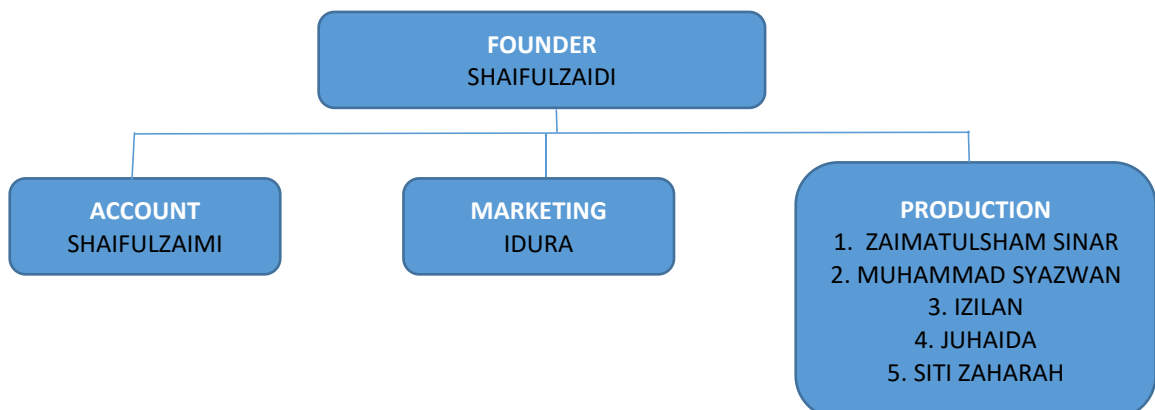 FOUNDER
SHAIFULZAIDI
ACCOUNT
SHAIFULZAIMI
MARKETING
IDURA
PRODUCTION
1. ZAIMATULSHAM SINAR
2. MUHAMMAD SYAZWAN
3. IZILAN
4. JUHAIDA
5. SITI ZAHARAH